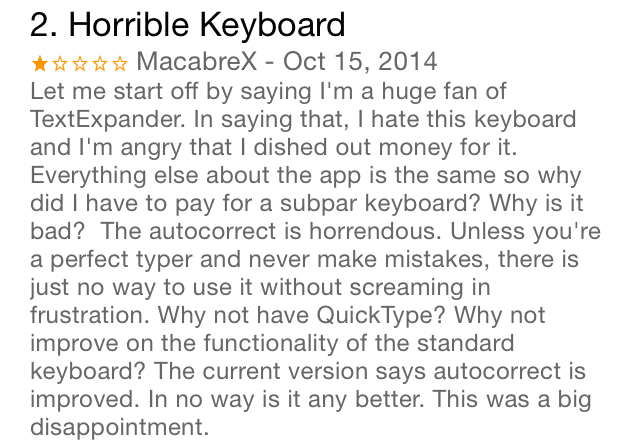 2. Horrible Keyboard
★☆☆☆☆ MacabreX - Oct 15, 2014
Let me start off by saying I'm a huge fan of
TextExpander. In saying that, I hate this keyboard
and I'm angry that I dished out money for it.
Everything else about the app is the same so why
did I have to pay for a subpar keyboard? Why is it
bad?  The autocorrect is horrendous. Unless you're
a perfect typer and never make mistakes, there is
just no way to use it without screaming in
frustration. Why not have QuickType? Why not
improve on the functionality of the standard
keyboard? The current version says autocorrect is
improved. In no way is it any better. This was a big
disappointment.